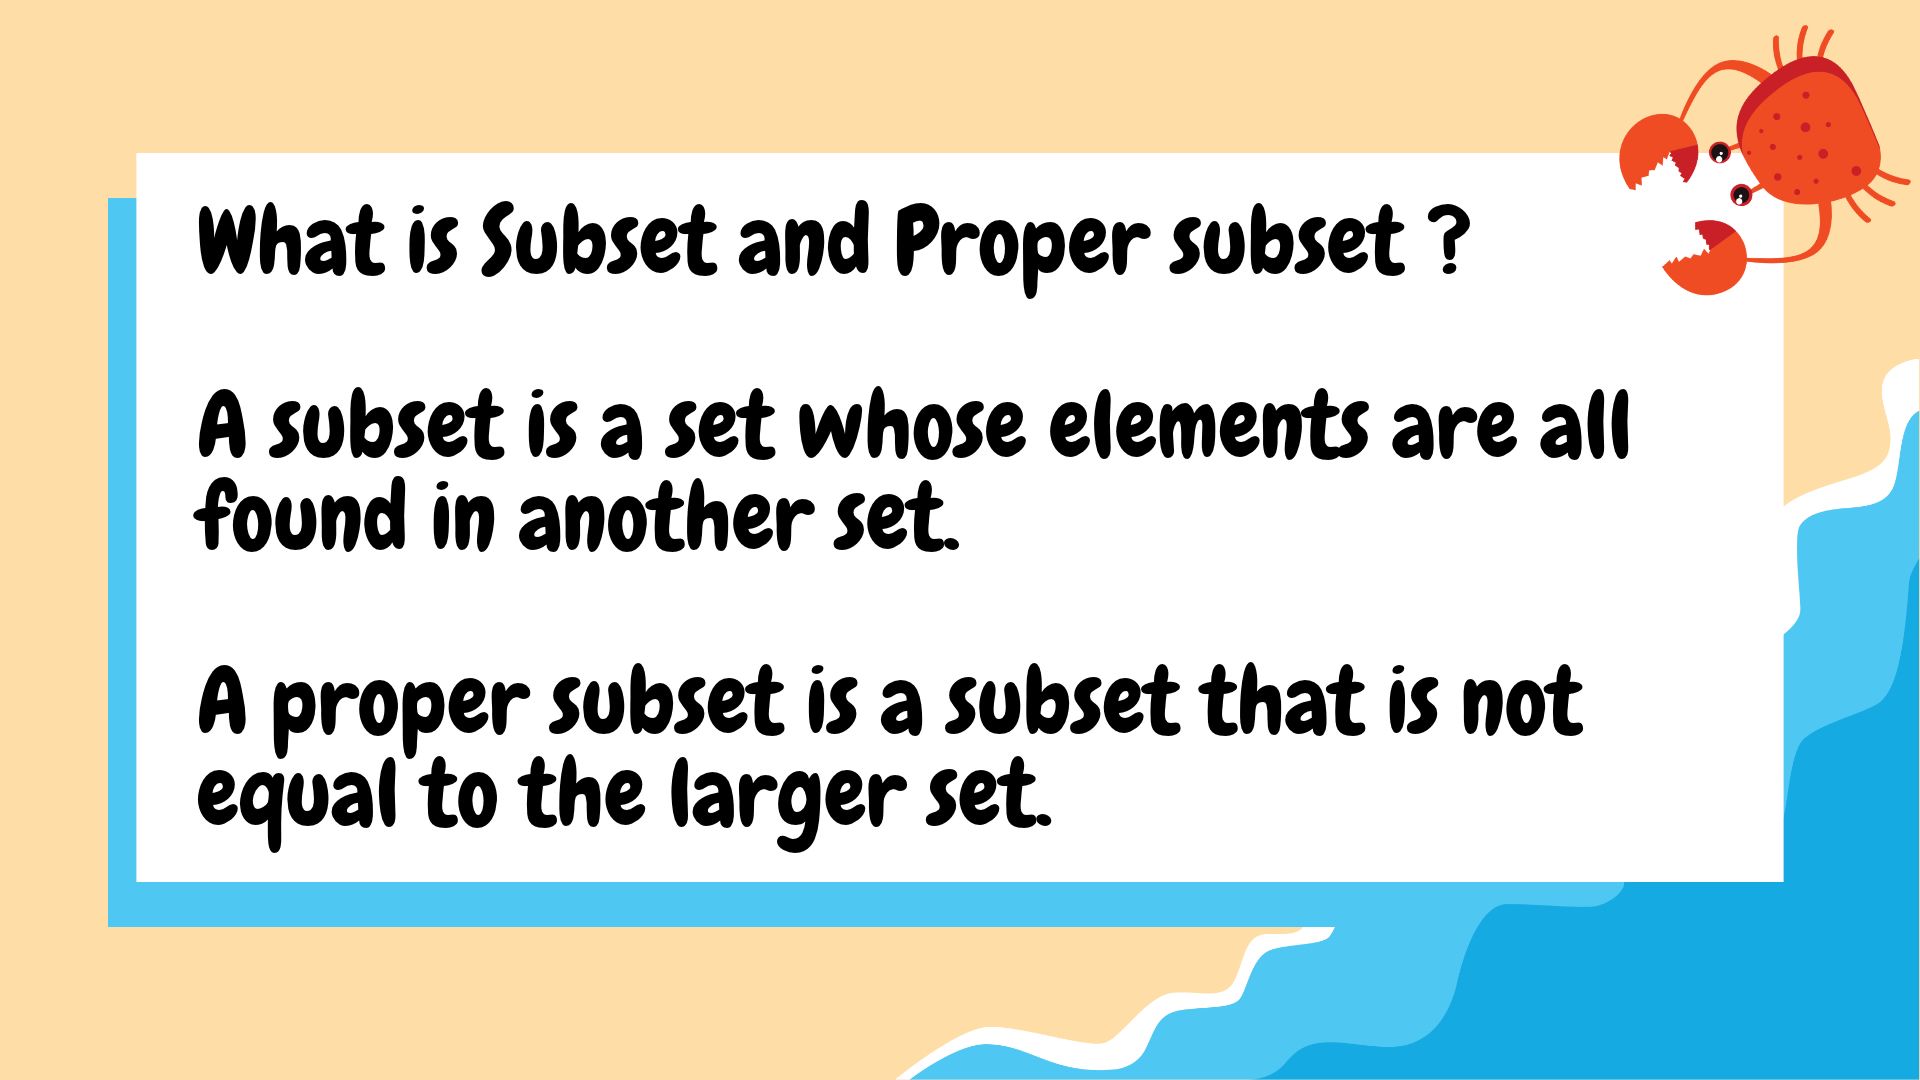 What is Subset and Proper subset ?
A subset is a set whose elements are all
found in another set.
A proper subset is a subset that is not
equal to the larger set.